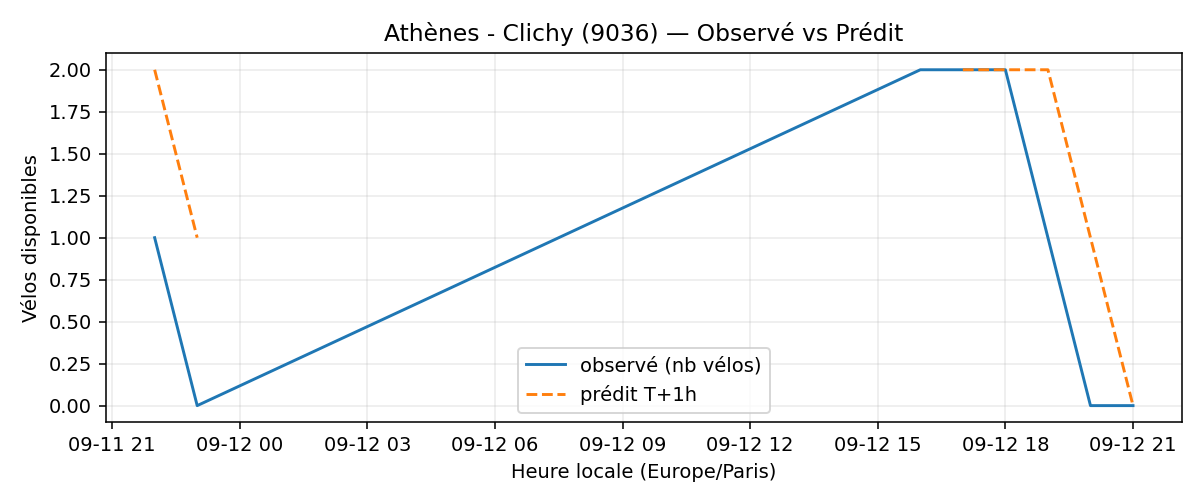 Athènes - Clichy (9036) — Observé vs Prédit
Vélos disponibles
2.00
1.75
1.50
1.25
1.00
0.75
0.50
0.25
0.00
observé (nb vélos)
prédit T+1h
09-11 21 09-12 00 09-12 03 09-12 06 09-12 09 09-12 12 09-12 15 09-12 18 09-12 21
Heure locale (Europe/Paris)